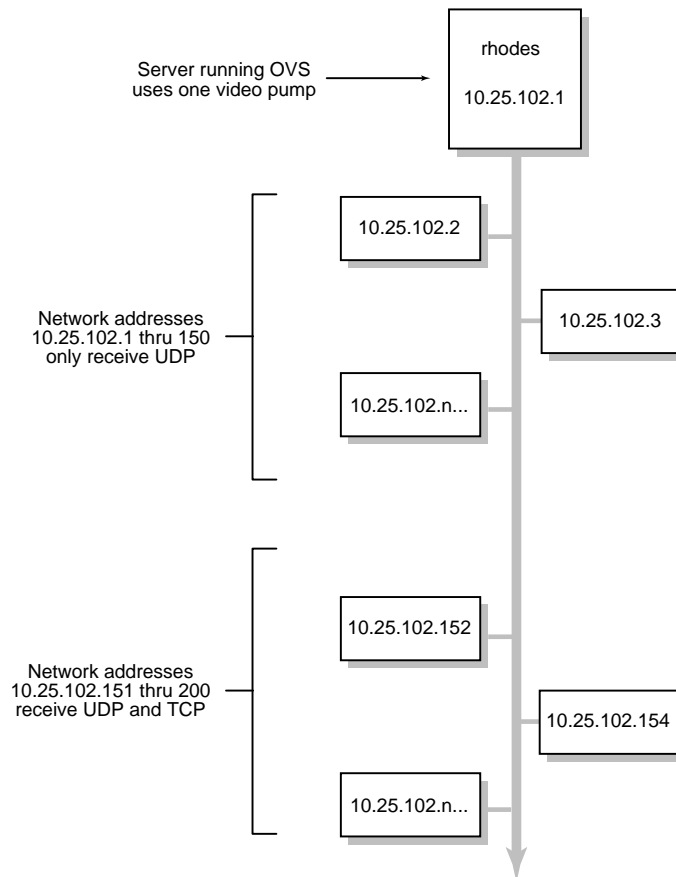 rhodes
Server running OVS
uses one video pump
10.25.102.1
10.25.102.2
Network addresses
10.25.102.1 thru 150
only receive UDP
10.25.102.3
10.25.102.n...
10.25.102.152
Network addresses
10.25.102.151 thru 200
receive UDP and TCP
10.25.102.154
10.25.102.n...